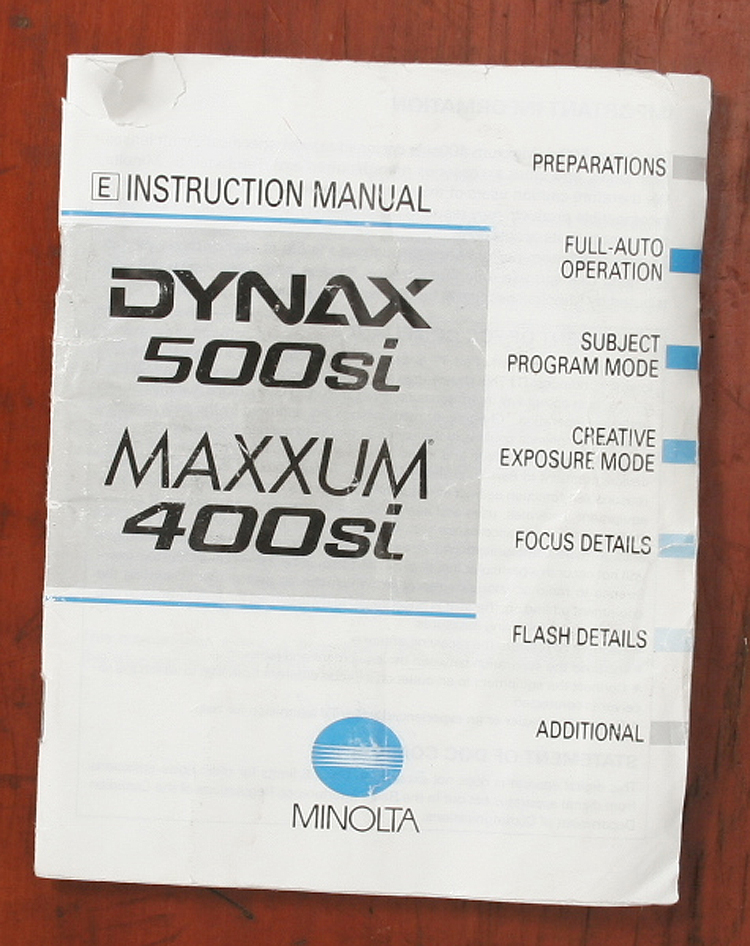 E INSTRUCTION MANUAL
DYNAX
500si
MAXXUM®
400si
PREPARATIONS
FULL-AUTO
OPERATION
SUBJECT
PROGRAM MODE
CREATIVE
EXPOSURE MODE
FOCUS DETAILS
FLASH DETAILS
ADDITIONAL
MINOLTA